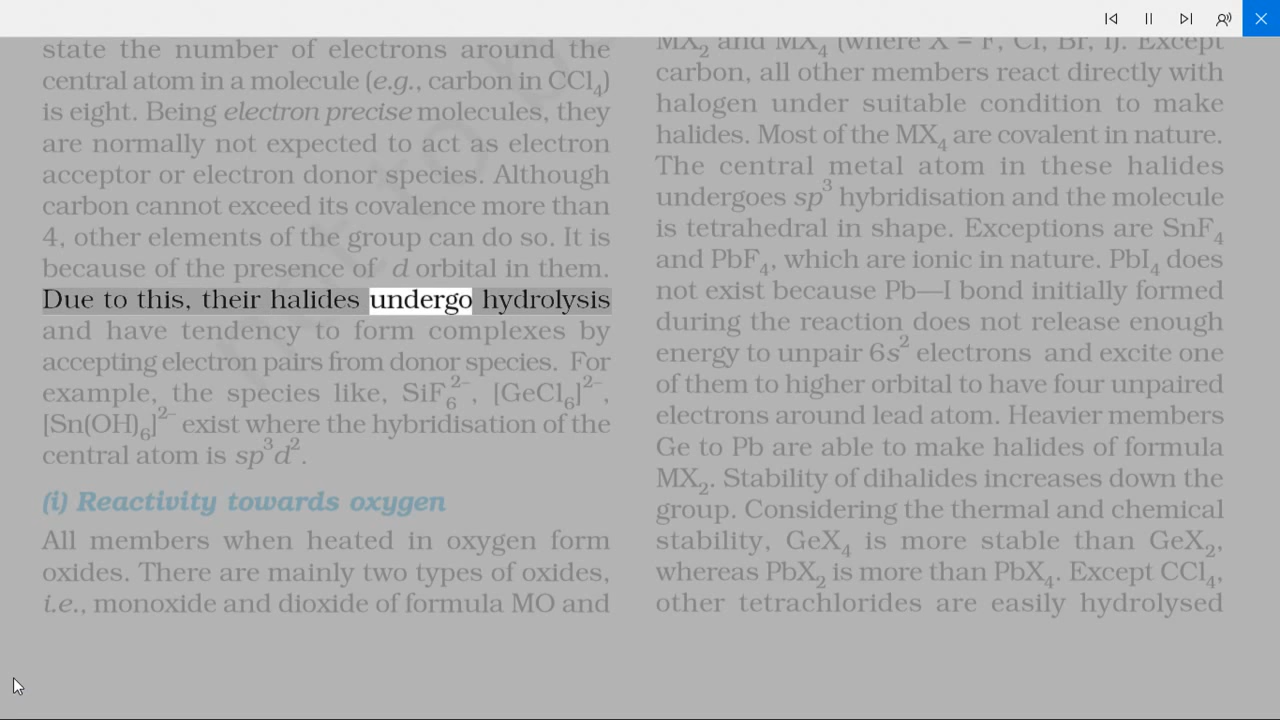 state the number of electrons around the
central atom in a molecule (e.g., carbon in CCl₄)
is eight. Being electron precise molecules, they
are normally not expected to act as electron
acceptor or electron donor species. Although
carbon cannot exceed its covalence more than
4, other elements of the group can do so. It is
because of the presence of d orbital in them.
Due to this, their halides undergo hydrolysis
and have tendency to form complexes by
accepting electron pairs from donor species. For
example, the species like, SiF₆²⁻, [GeCl₆]²⁻,
[Sn(OH)₆]²⁻ exist where the hybridisation of the
central atom is sp³d².
(i) Reactivity towards oxygen
All members when heated in oxygen form
oxides. There are mainly two types of oxides,
i.e., monoxide and dioxide of formula MO and
MX₂ and MX₄ (where X = F, Cl, Br, I). Except
carbon, all other members react directly with
halogen under suitable condition to make
halides. Most of the MX₄ are covalent in nature.
The central metal atom in these halides
undergoes sp³ hybridisation and the molecule
is tetrahedral in shape. Exceptions are SnF₄
and PbF₄, which are ionic in nature. PbI₄ does
not exist because Pb—I bond initially formed
during the reaction does not release enough
energy to unpair 6s² electrons and excite one
of them to higher orbital to have four unpaired
electrons around lead atom. Heavier members
Ge to Pb are able to make halides of formula
MX₂. Stability of dihalides increases down the
group. Considering the thermal and chemical
stability, GeX₄ is more stable than GeX₂,
whereas PbX₂ is more than PbX₄. Except CCl₄,
other tetrachlorides are easily hydrolysed